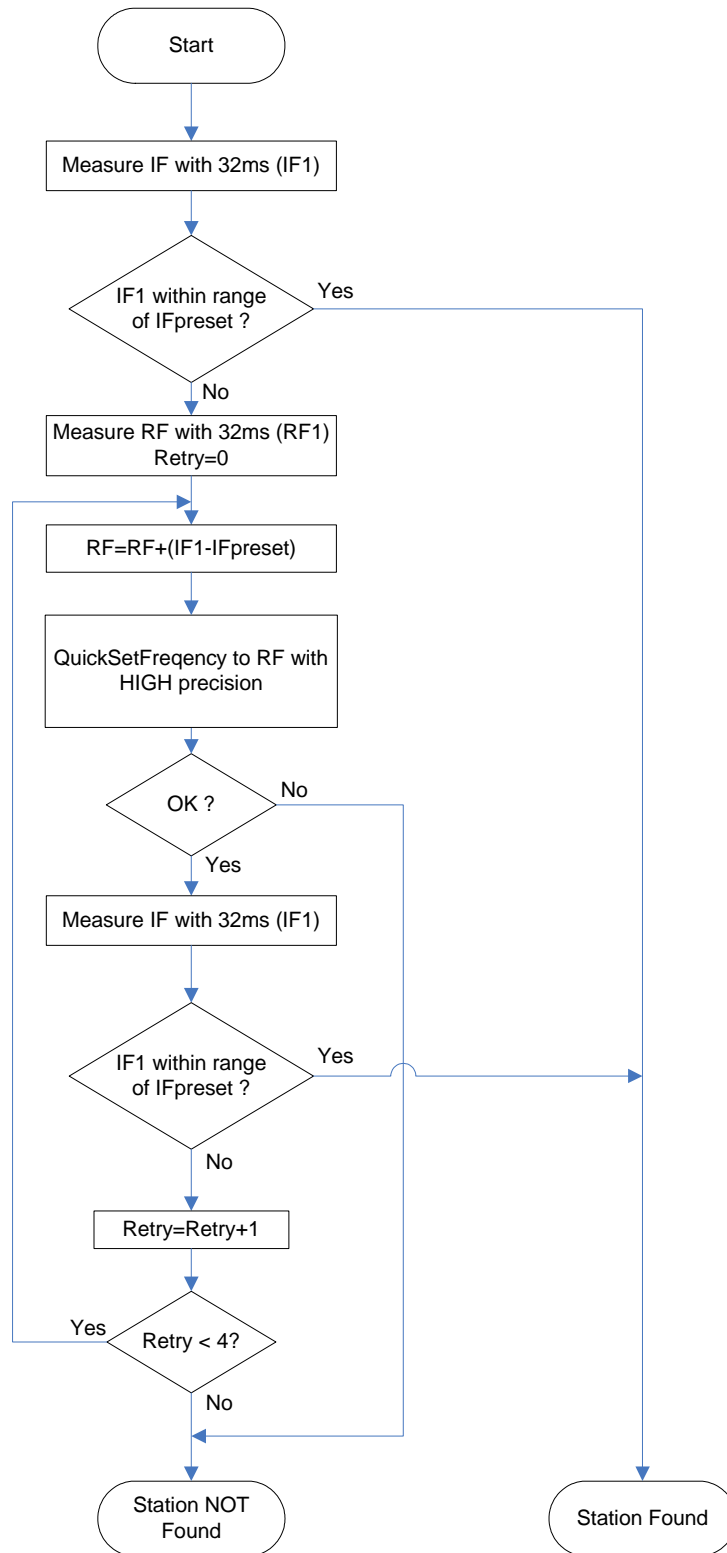 Start
Measure IF with 32ms (IF1)
IF1 within range
of IFpreset ?
Yes
No
Measure RF with 32ms (RF1)
Retry=0
RF=RF+(IF1-IFpreset)
QuickSetFreqency to RF with
HIGH precision
OK ?
No
Yes
Measure IF with 32ms (IF1)
IF1 within range
of IFpreset ?
Yes
No
Retry=Retry+1
Retry < 4?
Yes
No
Station NOT
Found
Station Found